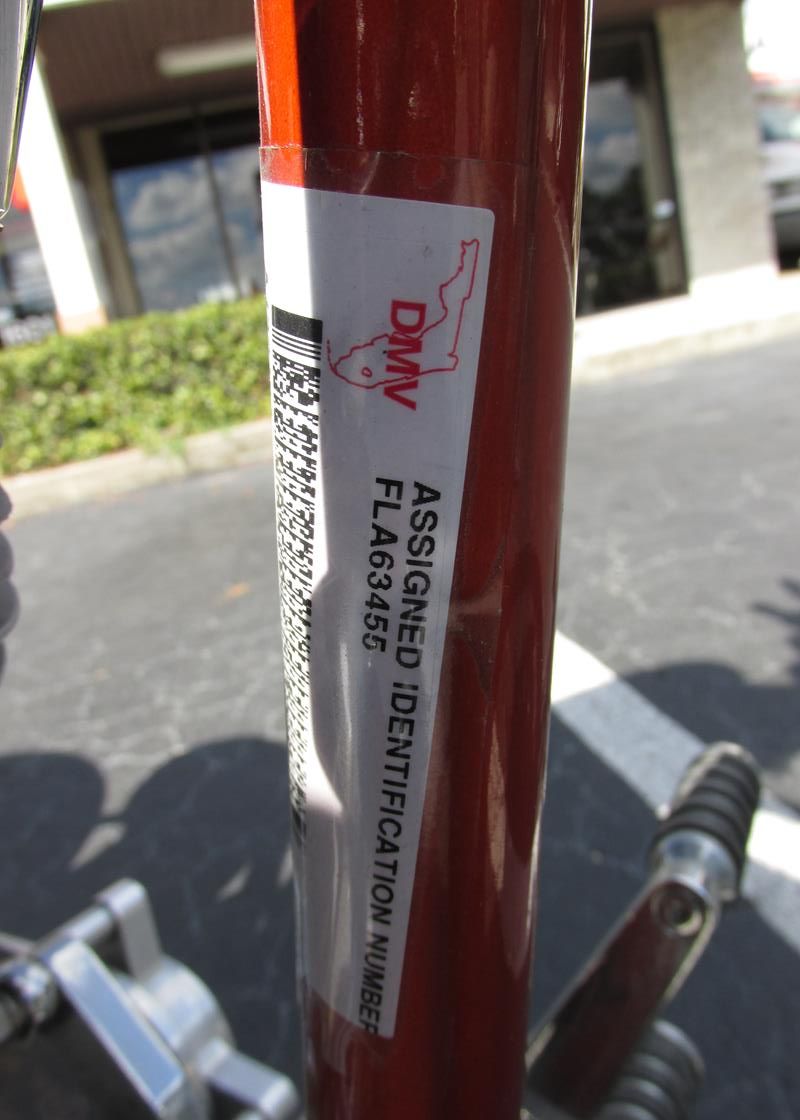 DMV
ASSIGNED IDENTIFICATION NUMBER
FLA63455